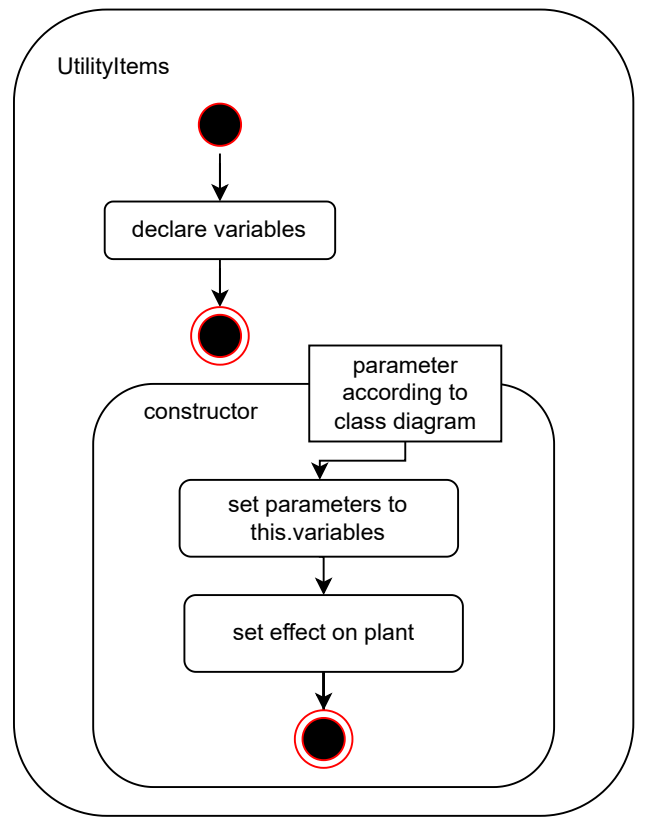 UtilityItems
declare variables
parameter
according to
class diagram
constructor
set parameters to
this.variables
set effect on plant